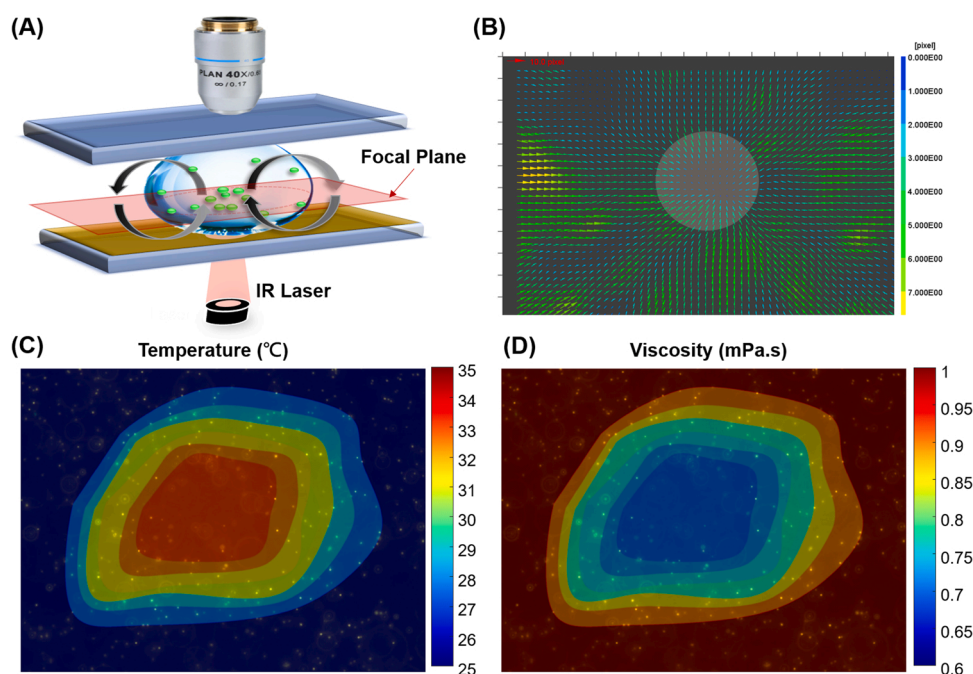 (A)
PLAN 40X/0.65
∞/0.17
Focal Plane
IR Laser
(B)
[pixel]
0.000E00
1.000E00
2.000E00
3.000E00
4.000E00
5.000E00
6.000E00
7.000E00
(C)
Temperature (℃)
35
34
33
32
31
30
29
28
27
26
25
(D)
Viscosity (mPa.s)
1
0.95
0.9
0.85
0.8
0.75
0.7
0.65
0.6